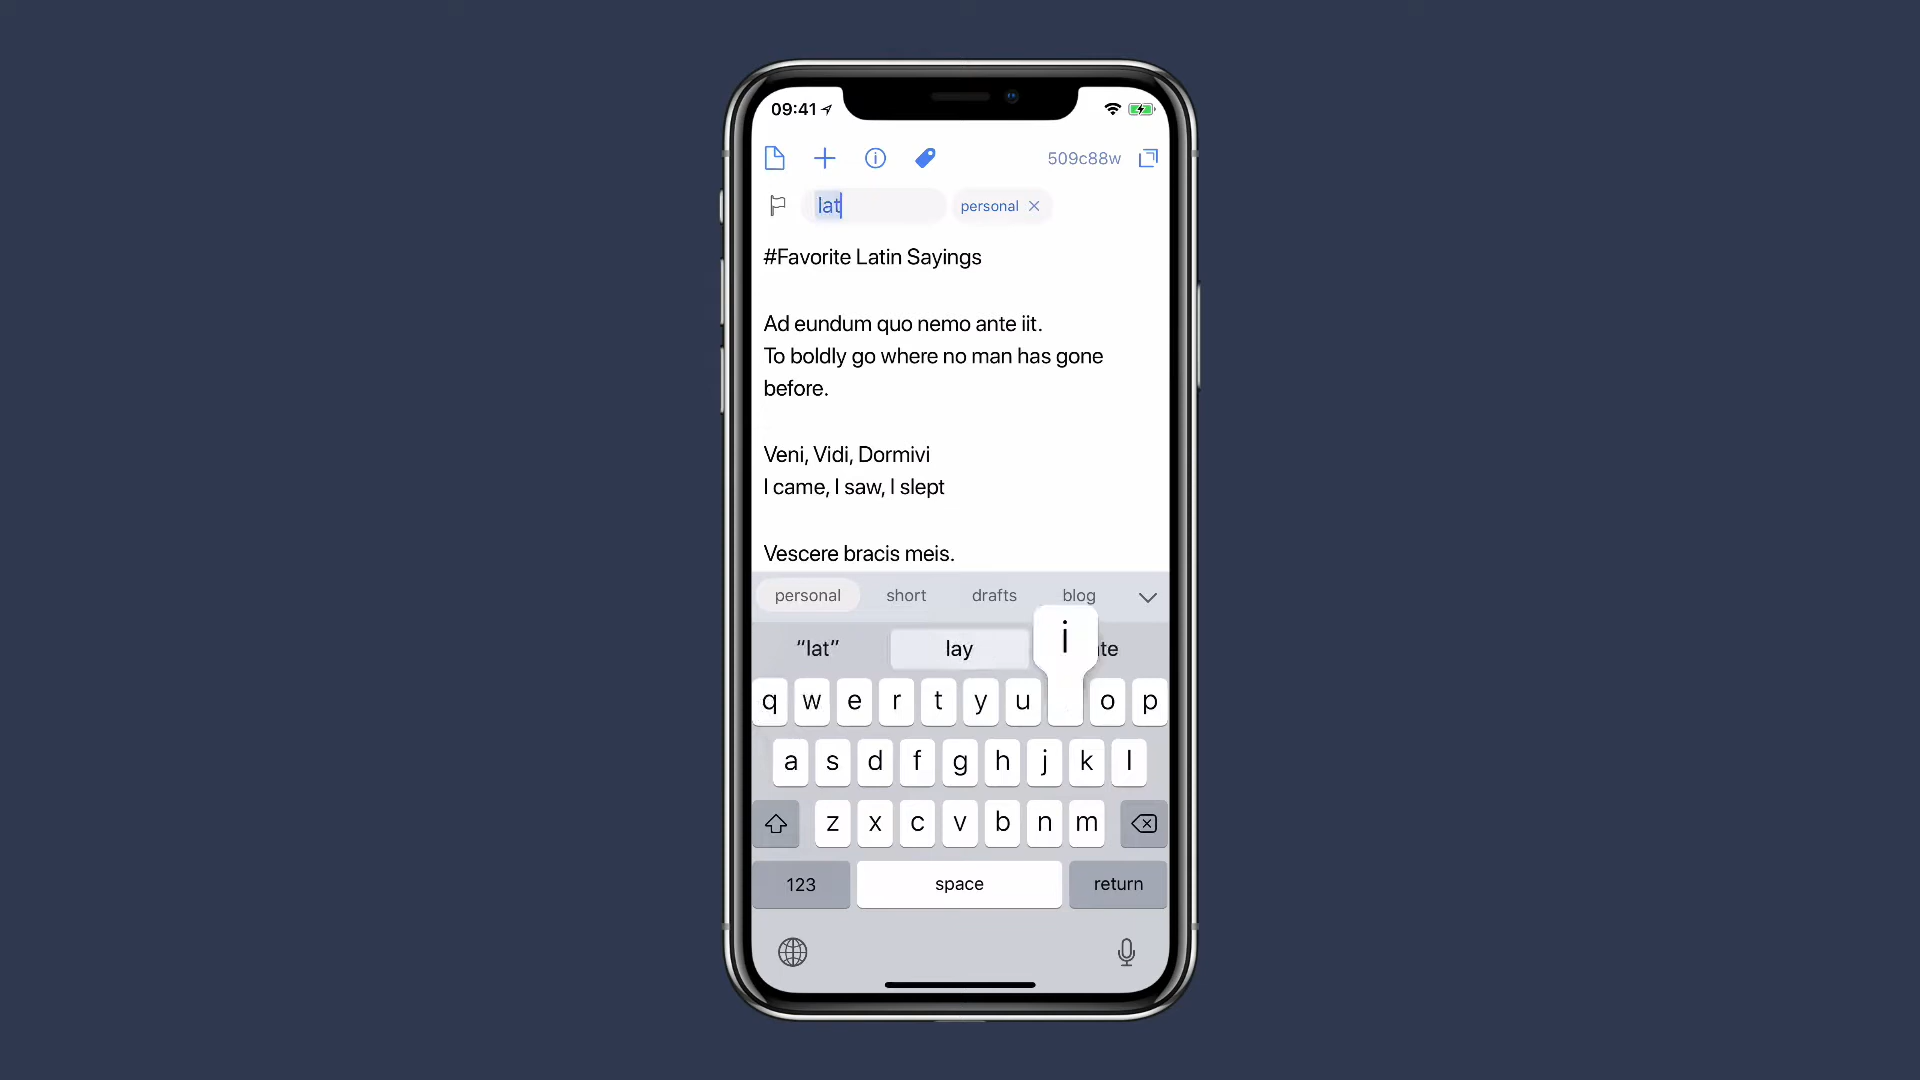 09:41
509c88w
lat
personal
#Favorite Latin Sayings
Ad eundum quo nemo ante iit.
To boldly go where no man has gone
before.
Veni, Vidi, Dormivi
I came, I saw, I slept
Vescere bracis meis.
personal short drafts blog
“lat” lay
i
q w e r t y u o p
a s d f g h j k l
z x c v b n m
123 space return